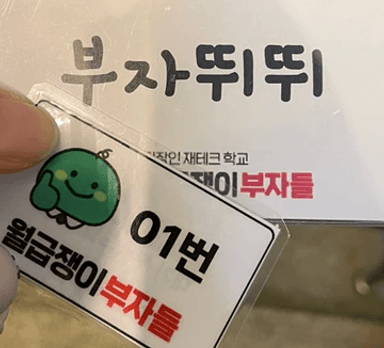 부자뛰뛰
직장인 재테크 학교
월급쟁이부자들
01번
월급쟁이부자들